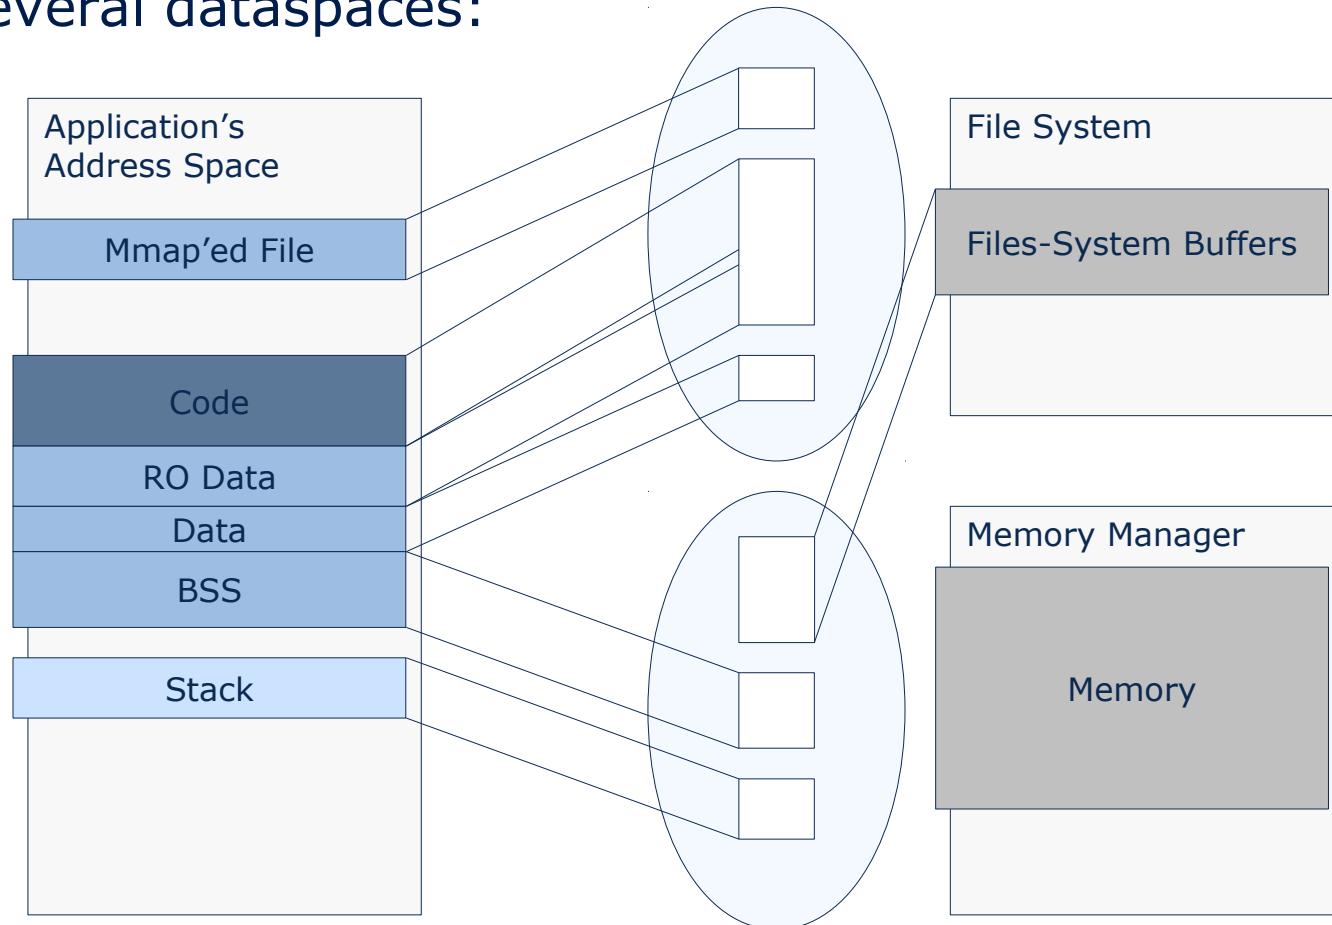 everal dataspaces:
Application's
Address Space
Mmap'ed File
Code
RO Data
Data
BSS
Stack
File System
Files-System Buffers
Memory Manager
Memory